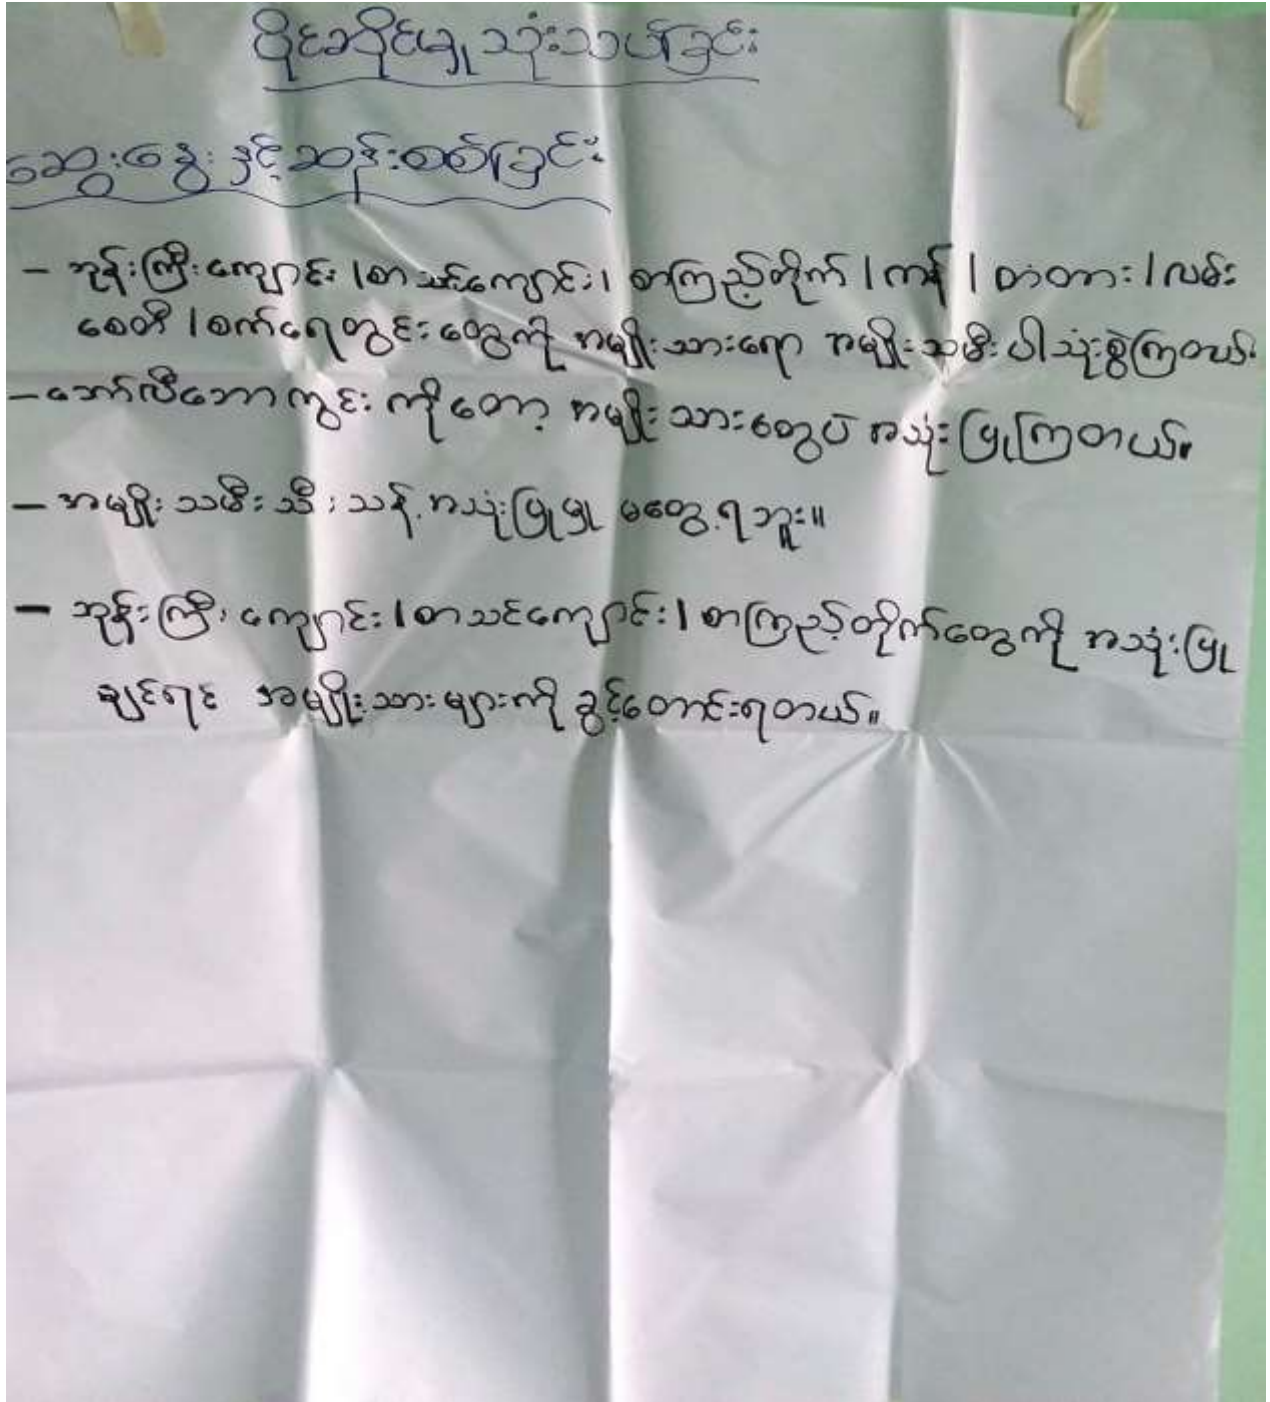 ပိုင်ဆိုင်မှု သုံးသပ်ခြင်း
ဆွေးနွေး နှင့်ဆန်းစစ်ခြင်း
- ဘုန်းကြီးကျောင်း/စာသင်ကျောင်း/ စာကြည့်တိုက် / ကန် / တံတား / လမ်း
စေတီ / စက်ရေတွင်း တွေကို အမျိုးသားရော အမျိုးသမီးပါသုံးစွဲကြတယ်။
- ဘော်လီဘောကွင်း ကိုတော့ အမျိုးသားတွေပဲ အသုံးပြုကြတယ်။
- အမျိုးသမီး သီးသန့် အသုံးပြုမှု မတွေ့ရဘူး။
- ဘုန်းကြီးကျောင်း/စာသင်ကျောင်း/ စာကြည့်တိုက်တွေကို အသုံးပြု
ချင်ရင် အမျိုးသားများကို ခွင့်တောင်းရတယ်။